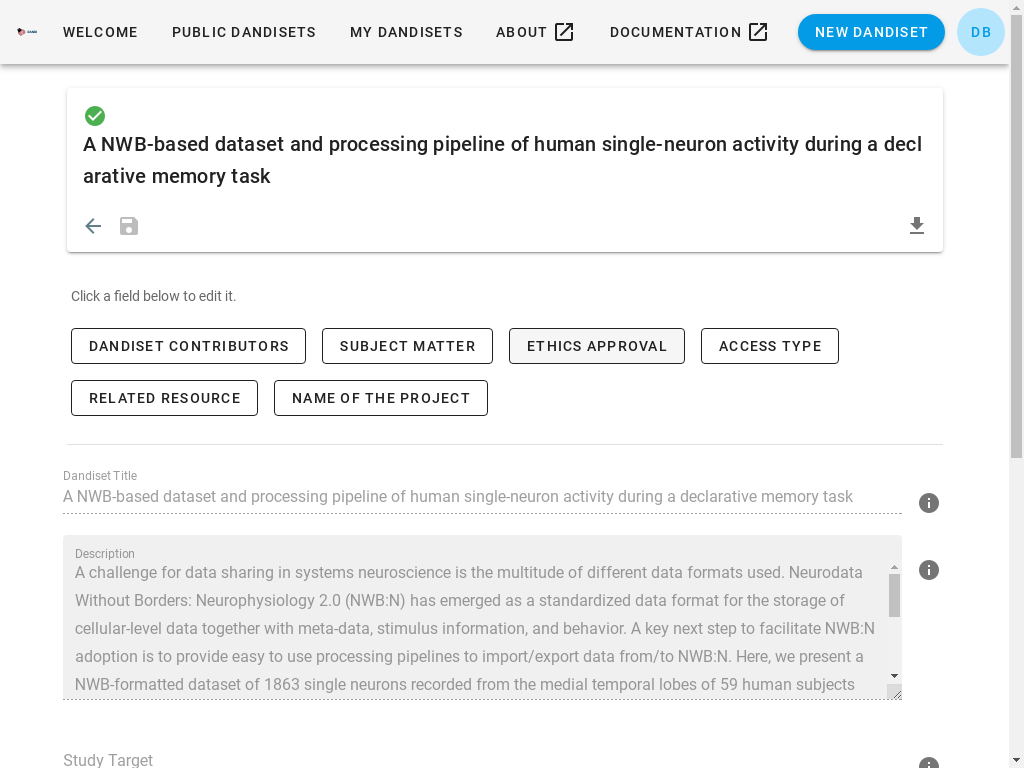 WELCOME PUBLIC DANDISETS MY DANDISETS ABOUT DOCUMENTATION NEW DANDISET DB
A NWB-based dataset and processing pipeline of human single-neuron activity during a decl
arative memory task
Click a field below to edit it.
DANDISET CONTRIBUTORS SUBJECT MATTER ETHICS APPROVAL ACCESS TYPE
RELATED RESOURCE NAME OF THE PROJECT
Dandiset Title
A NWB-based dataset and processing pipeline of human single-neuron activity during a declarative memory task
Description
A challenge for data sharing in systems neuroscience is the multitude of different data formats used. Neurodata
Without Borders: Neurophysiology 2.0 (NWB:N) has emerged as a standardized data format for the storage of
cellular-level data together with meta-data, stimulus information, and behavior. A key next step to facilitate NWB:N
adoption is to provide easy to use processing pipelines to import/export data from/to NWB:N. Here, we present a
NWB-formatted dataset of 1863 single neurons recorded from the medial temporal lobes of 59 human subjects
Study Target